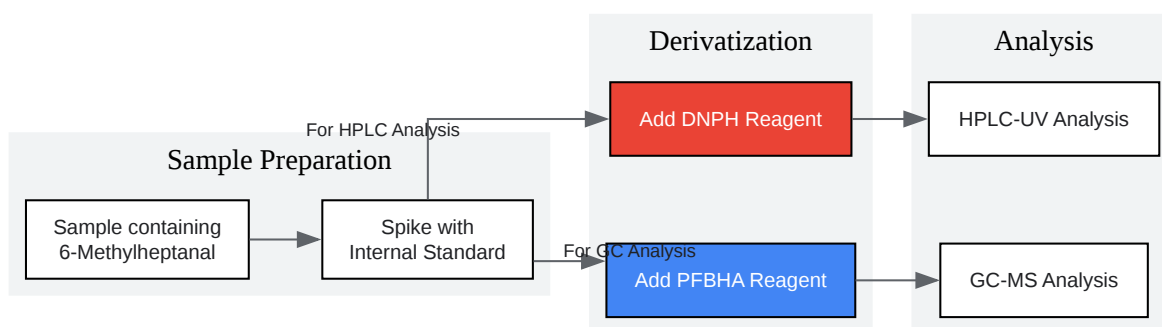 Derivatization
Analysis
Add DNPH Reagent
HPLC-UV Analysis
For HPLC Analysis
Sample Preparation
Sample containing
6-Methylheptanal
Spike with
Internal Standard
For GC Analysis
Add PFBHA Reagent
GC-MS Analysis